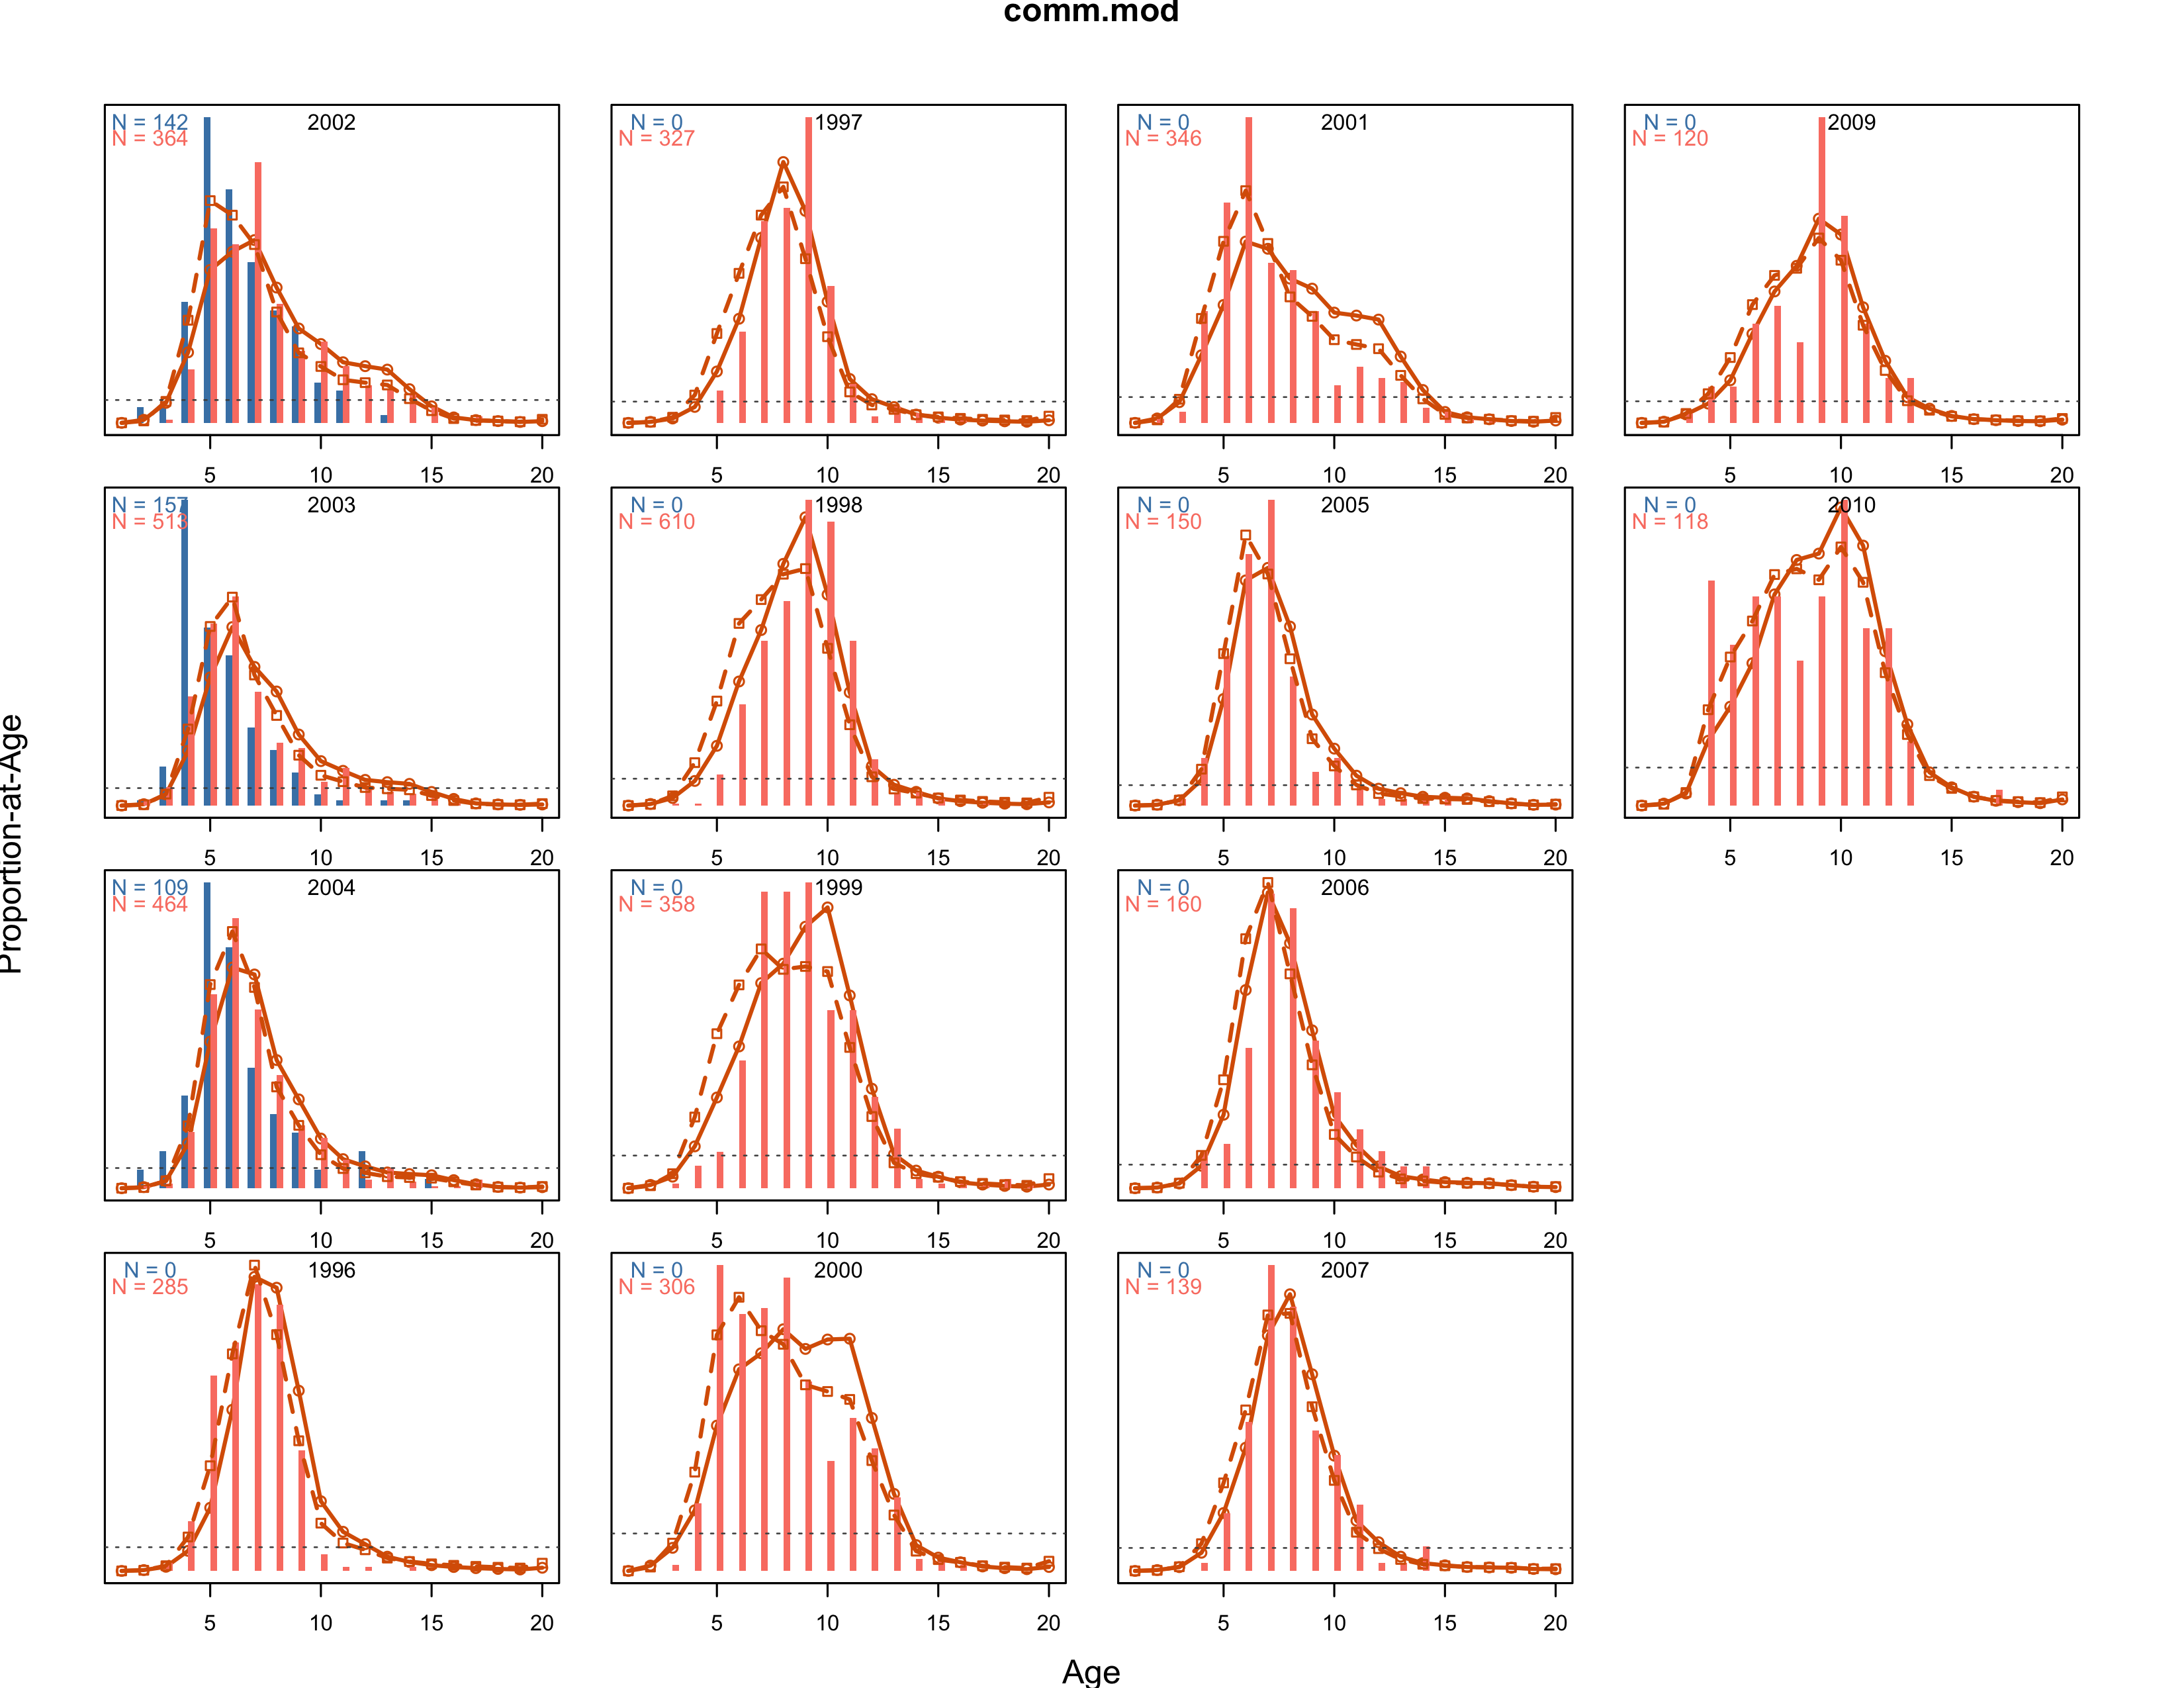 comm.mod
N = 142
N = 364
2002
N = 0
N = 327
1997
N = 0
N = 346
2001
N = 0
N = 120
2009
5 10 15 20
5 10 15 20
5 10 15 20
5 10 15 20
N = 157
N = 513
2003
N = 0
N = 610
1998
N = 0
N = 150
2005
N = 0
N = 118
2010
5 10 15 20
5 10 15 20
5 10 15 20
5 10 15 20
N = 109
N = 464
2004
N = 0
N = 358
1999
N = 0
N = 160
2006
5 10 15 20
5 10 15 20
5 10 15 20
N = 0
N = 285
1996
N = 0
N = 306
2000
N = 0
N = 139
2007
5 10 15 20
5 10 15 20
5 10 15 20
Proportion-at-Age
Age